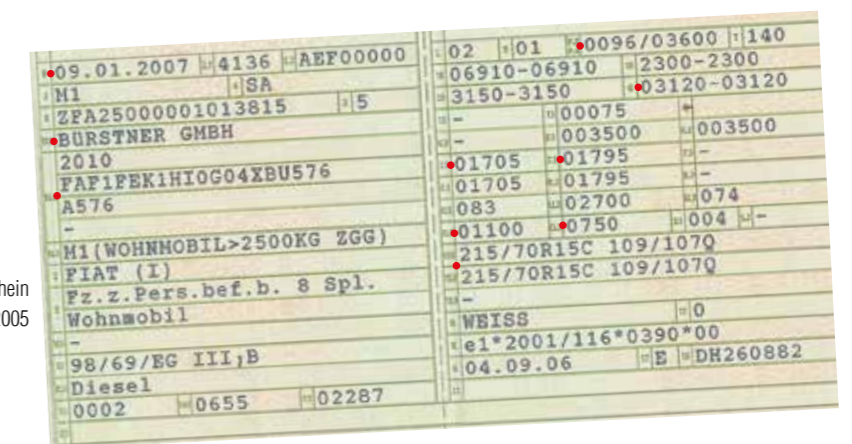 09.01.2007 4136 AEF00000
M1 SA
ZFA25000001013815 5
BÜRSTNER GMBH
2010
FAF1FEK1HI0G04XBU576
A576
-
M1(WOHNMOBIL>2500KG ZGG)
FIAT (I)
Fz.z.Pers.bef.b. 8 Spl.
Wohnmobil
-
98/69/EG III;B
Diesel
0002 0655 02287
hein
2005
02 01 0096/03600 140
06910-06910 2300-2300
3150-3150 03120-03120
- 00075
- 003500 003500
01705 01795 -
01705 01795 -
083 02700 074
01100 0750 004 -
215/70R15C 109/107Q
215/70R15C 109/107Q
-
WEISS 0
e1*2001/116*0390*00
04.09.06 E DH260882